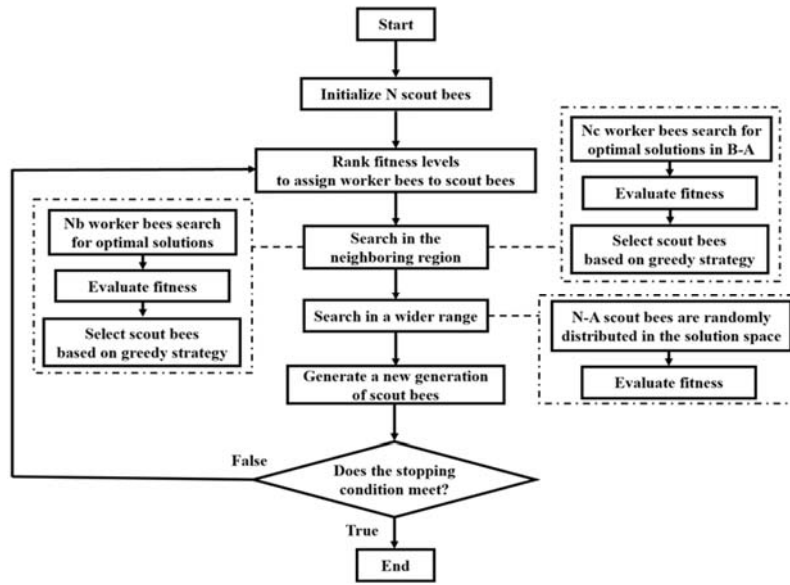 Start
Initialize N scout bees
Rank fitness levels
to assign worker bees to scout bees
Nb worker bees search
for optimal solutions
Evaluate fitness
Select scout bees
based on greedy strategy
Search in the
neighboring region
Nc worker bees search for
optimal solutions in B-A
Evaluate fitness
Select scout bees
based on greedy strategy
Search in a wider range
N-A scout bees are randomly
distributed in the solution space
Evaluate fitness
Generate a new generation
of scout bees
False
Does the stopping
condition meet?
True
End